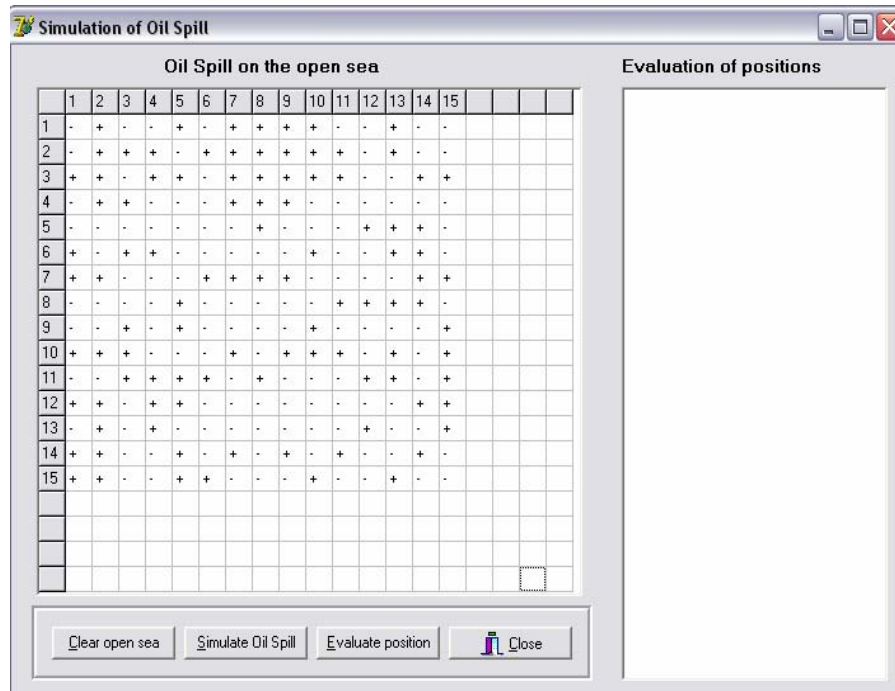 Simulation of Oil Spill
Oil Spill on the open sea
Evaluation of positions
1 2 3 4 5 6 7 8 9 10 11 12 13 14 15
1 - + - - + - + + + + - - + - -
2 - + + + - + + + + + + - + - -
3 + + - + + - + + + + + - - + +
4 - + + - - - + + + - - - - - -
5 - - - - - - - + - - - + + + -
6 + - + + - - - - - + - - + + -
7 + + - - - + + + + - - - - + +
8 - - - - + - - - - - + + + + -
9 - - + - + - - - - + - - - - +
10 + + + - - - + - + + + - + - +
11 - - + + + + - + - - - + + - +
12 + + - + + - - - - - - - - + +
13 - + - + - - - - - - - + - - +
14 + + - - + - + - + - + - - + -
15 + + - - + + - - - + - - + - -
Clear open sea Simulate Oil Spill Evaluate position Close